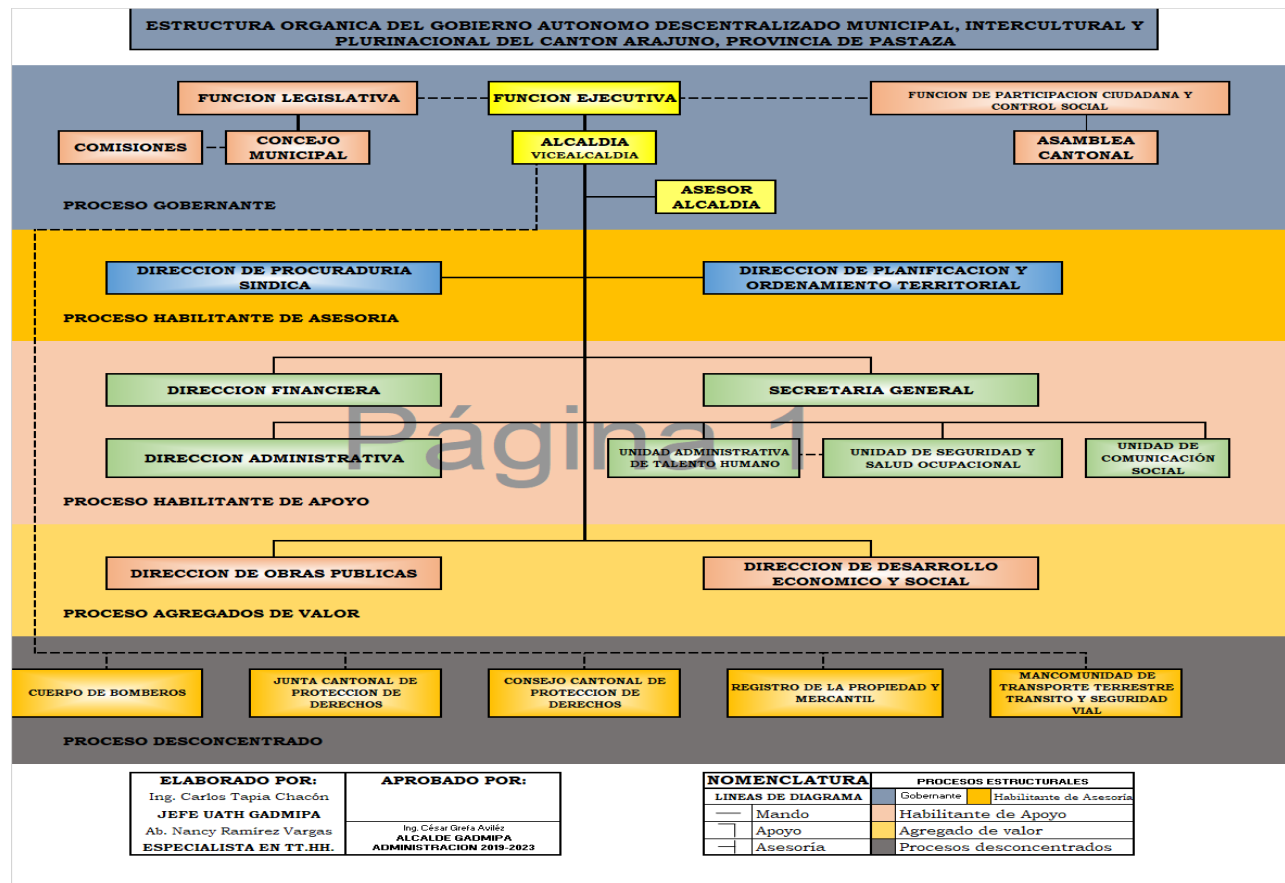 ESTRUCTURA ORGANICA DEL GOBIERNO AUTONOMO DESCENTRALIZADO MUNICIPAL, INTERCULTURAL Y
PLURINACIONAL DEL CANTON ARAJUNO, PROVINCIA DE PASTAZA
FUNCION LEGISLATIVA
FUNCION EJECUTIVA
FUNCION DE PARTICIPACION CIUDADANA Y
CONTROL SOCIAL
COMISIONES
CONCEJO
MUNICIPAL
ALCALDIA
VICEALCALDIA
ASAMBLEA
CANTONAL
ASESOR
ALCALDIA
PROCESO GOBERNANTE
DIRECCION DE PROCURADURIA
SINDICA
DIRECCION DE PLANIFICACION Y
ORDENAMIENTO TERRITORIAL
PROCESO HABILITANTE DE ASESORIA
DIRECCION FINANCIERA
SECRETARIA GENERAL
Página 1
DIRECCION ADMINISTRATIVA
UNIDAD ADMINISTRATIVA
DE TALENTO HUMANO
UNIDAD DE SEGURIDAD Y
SALUD OCUPACIONAL
UNIDAD DE
COMUNICACIÓN
SOCIAL
PROCESO HABILITANTE DE APOYO
DIRECCION DE OBRAS PUBLICAS
DIRECCION DE DESARROLLO
ECONOMICO Y SOCIAL
PROCESO AGREGADOS DE VALOR
CUERPO DE BOMBEROS
JUNTA CANTONAL DE
PROTECCION DE
DERECHOS
CONSEJO CANTONAL DE
PROTECCION DE
DERECHOS
REGISTRO DE LA PROPIEDAD Y
MERCANTIL
MANCOMUNIDAD DE
TRANSPORTE TERRESTRE
TRANSITO Y SEGURIDAD
VIAL
PROCESO DESCONCENTRADO
ELABORADO POR:
Ing. Carlos Tapia Chacón
JEFE UATH GADMIPA
Ab. Nancy Ramírez Vargas
ESPECIALISTA EN TT.HH.
APROBADO POR:
Ing. César Grefa Aviléz
ALCALDE GADMIPA
ADMINISTRACION 2019-2023
NOMENCLATURA
PROCESOS ESTRUCTURALES
LINEAS DE DIAGRAMA
Gobernante
Habilitante de Asesoría
Mando
Habilitante de Apoyo
Apoyo
Agregado de valor
Asesoría
Procesos desconcentrados